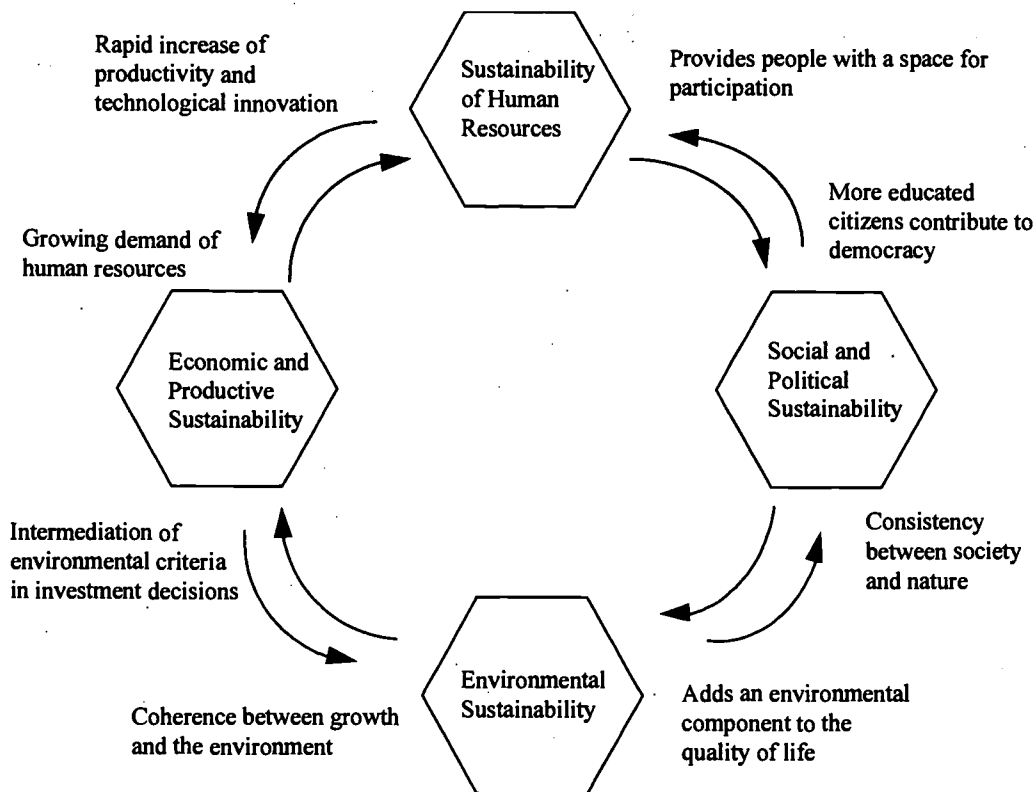 Rapid increase of
productivity and
technological innovation
Sustainability
of Human
Resources
Provides people with a space for
participation
More educated
citizens contribute to
democracy
Growing demand of
human resources
Economic and
Productive
Sustainability
Social and
Political
Sustainability
Intermediation of
environmental criteria
in investment decisions
Consistency
between society
and nature
Environmental
Sustainability
Coherence between growth
and the environment
Adds an environmental
component to the
quality of life